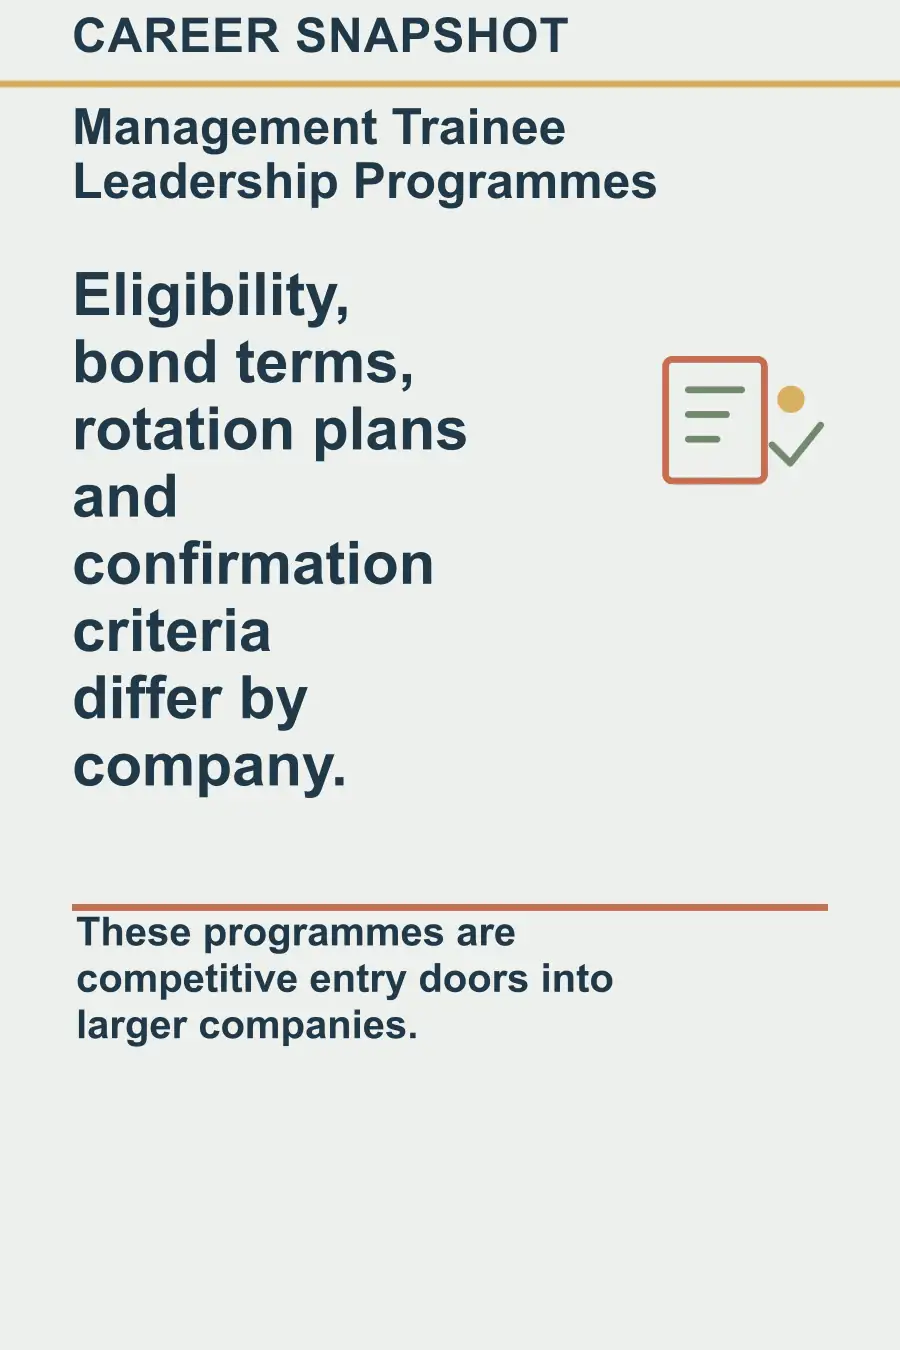 CAREER SNAPSHOT
Management Trainee
Leadership Programmes
Eligibility,
bond terms,
rotation plans
and
confirmation
criteria
differ by
company.
These programmes are
competitive entry doors into
larger companies.